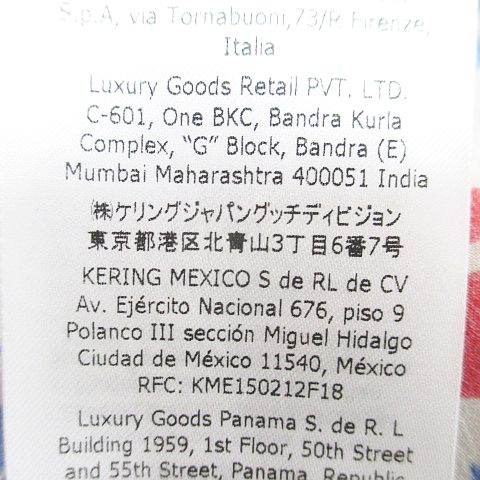 S.p.A, via Tornabuoni,73/R Firenze,
Italia
Luxury Goods Retail PVT. LTD.
C-601, One BKC, Bandra Kurla
Complex, “G” Block, Bandra (E)
Mumbai Maharashtra 400051 India
㈱ケリングジャパングッチディビジョン
東京都港区北青山3丁目6番7号
KERING MEXICO S de RL de CV
Av. Ejército Nacional 676, piso 9
Polanco III sección Miguel Hidalgo
Ciudad de México 11540, México
RFC: KME150212F18
Luxury Goods Panama S. de R. L
Building 1959, 1st Floor, 50th Street
and 55th Street, Panama, Republic